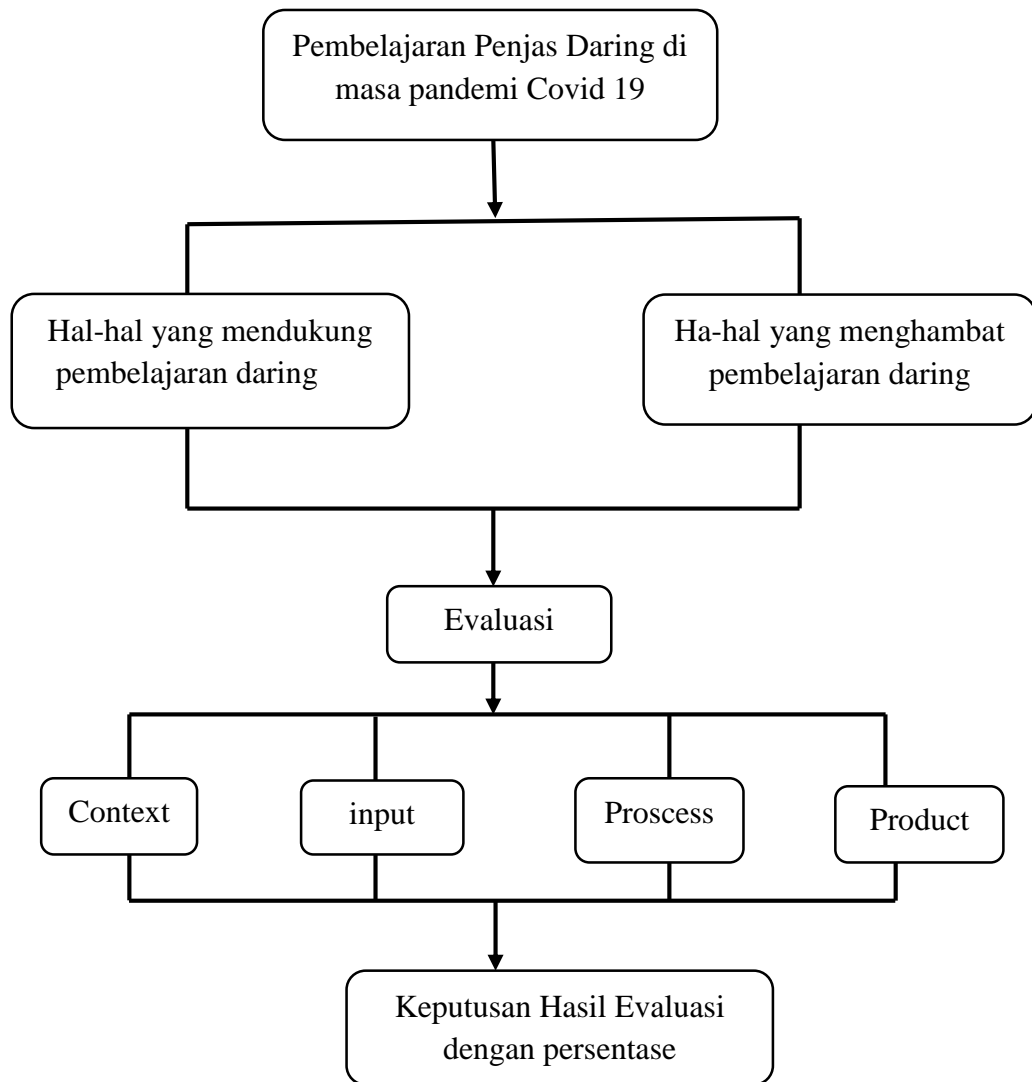 Pembelajaran Penjas Daring di
masa pandemi Covid 19
Hal-hal yang mendukung
pembelajaran daring
Ha-hal yang menghambat
pembelajaran daring
Evaluasi
Context
input
Proscess
Product
Keputusan Hasil Evaluasi
dengan persentase